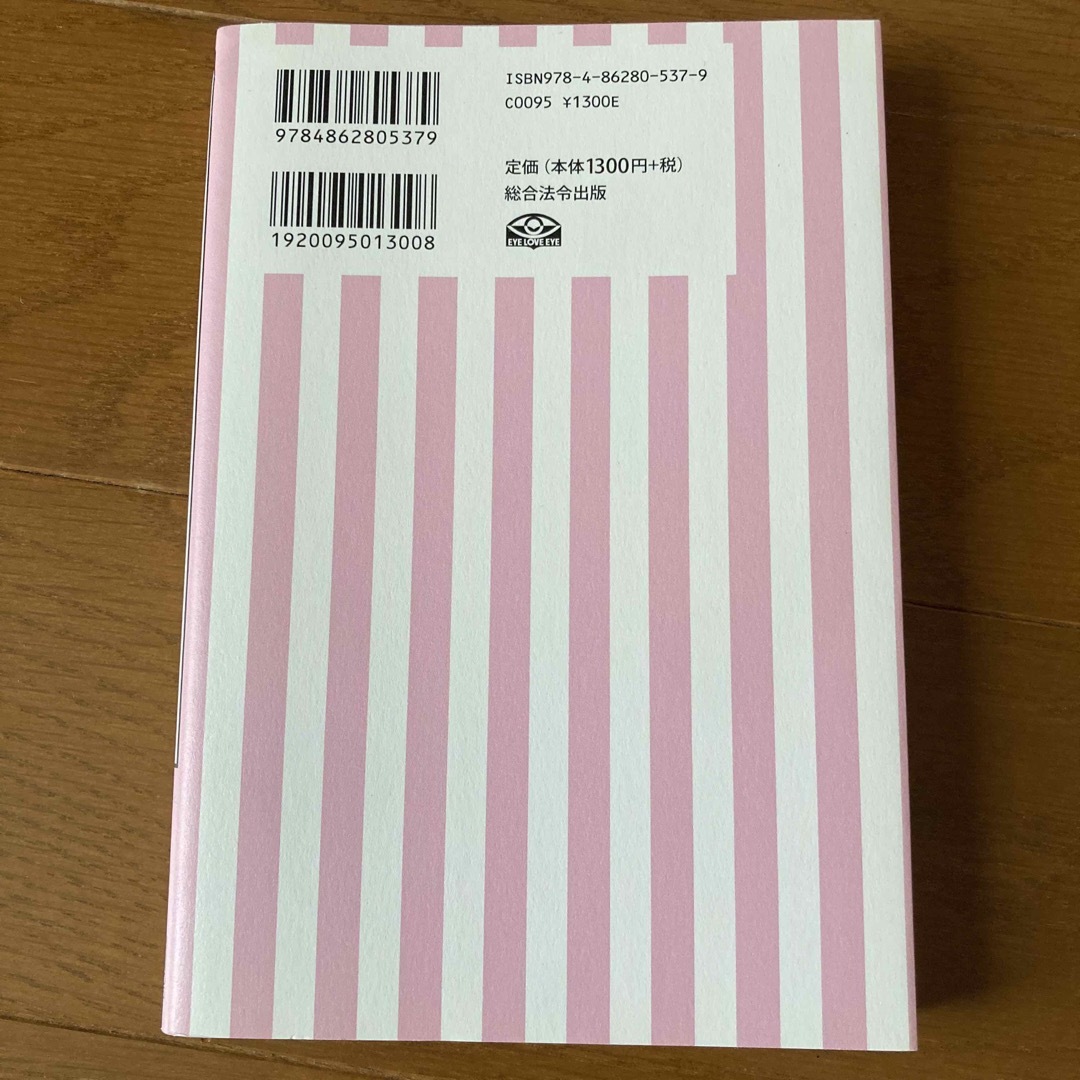 9784862805379
1920095013008
ISBN978-4-86280-537-9
C0095 ¥1300E
定価（本体1300円+税）
総合法令出版
EYE LOVE EYE